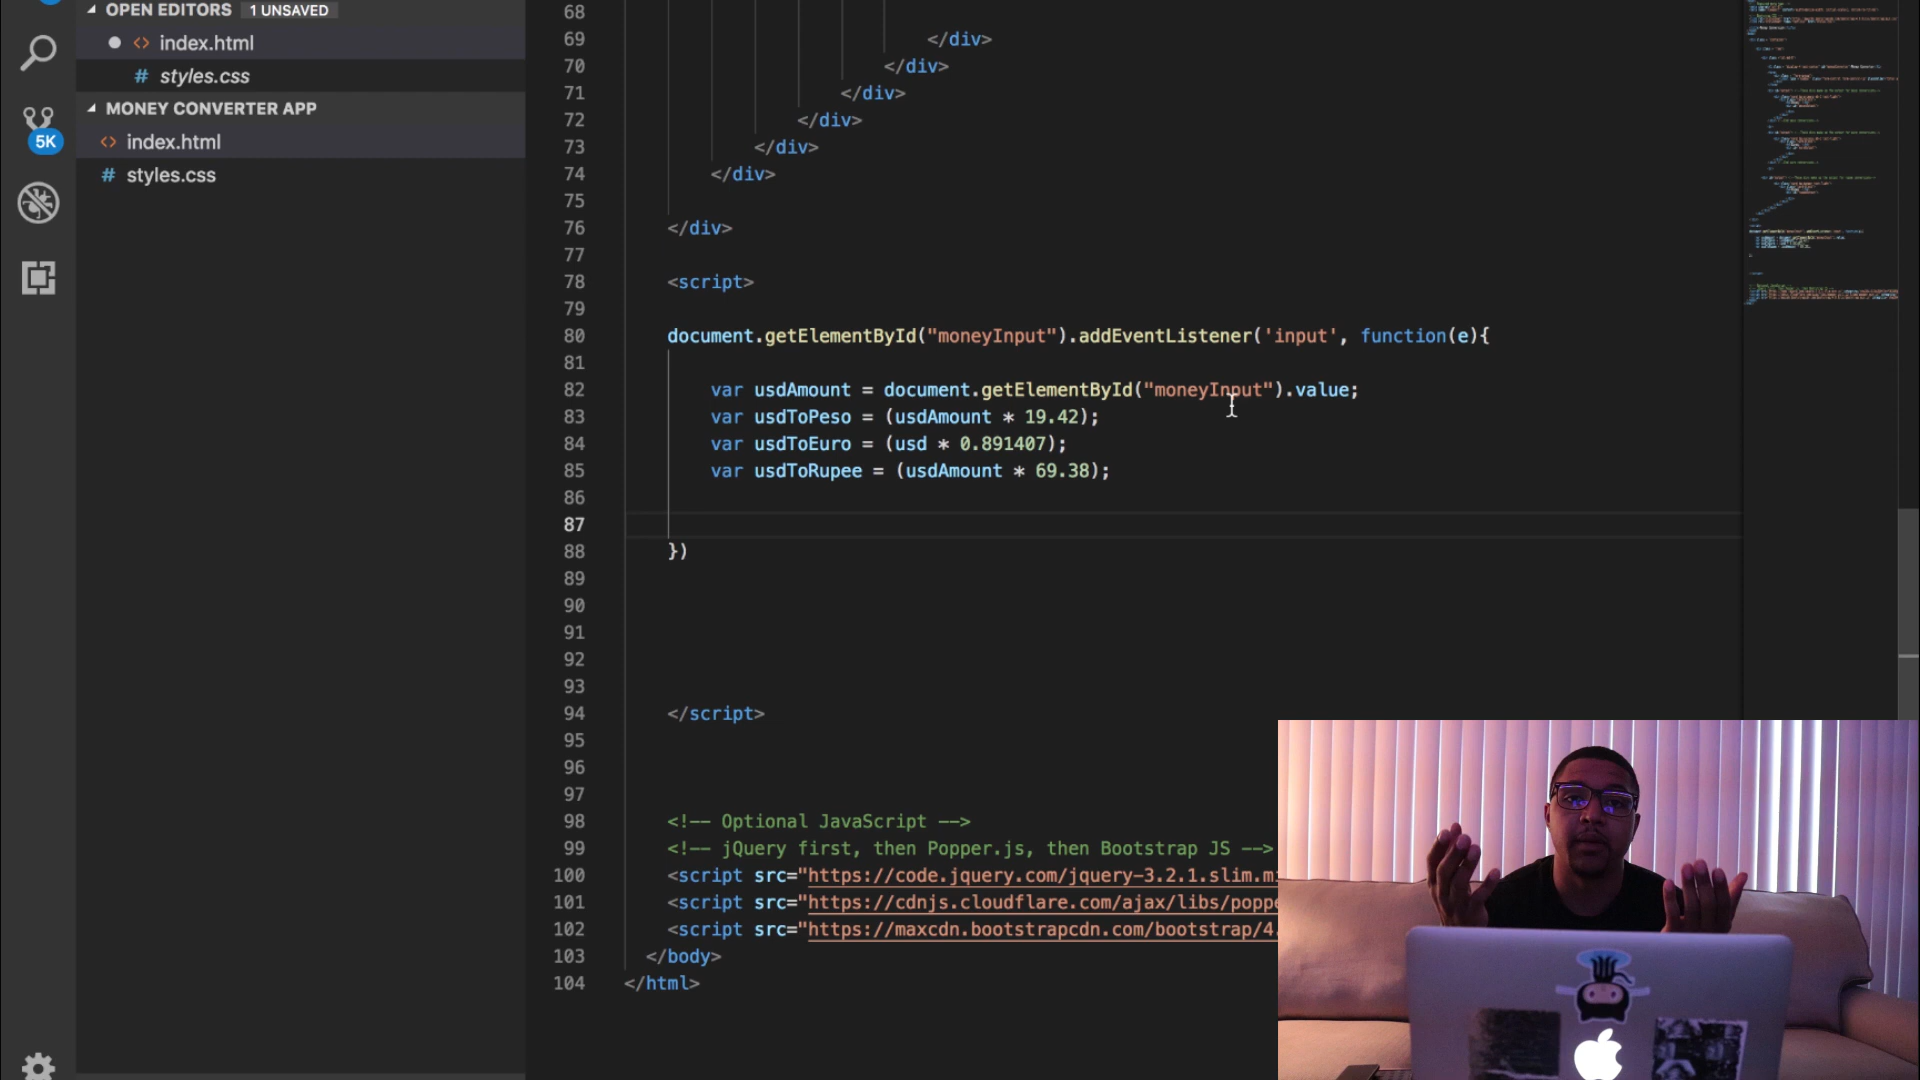 OPEN EDITORS 1 UNSAVED
<> index.html
# styles.css
MONEY CONVERTER APP
<> index.html
# styles.css
5K
68
69 </div>
70 </div>
71 </div>
72 </div>
73 </div>
74 </div>
75
76 </div>
77
78 <script>
79
80 document.getElementById("moneyInput").addEventListener('input', function(e){
81
82 var usdAmount = document.getElementById("moneyInput").value;
83 var usdToPeso = (usdAmount * 19.42);
84 var usdToEuro = (usd * 0.891407);
85 var usdToRupee = (usdAmount * 69.38);
86
87
88 })
89
90
91
92
93
94 </script>
95
96
97
98 <!-- Optional JavaScript -->
99 <!-- jQuery first, then Popper.js, then Bootstrap JS -->
100 <script src="https://code.jquery.com/jquery-3.2.1.slim.m
101 <script src="https://cdnjs.cloudflare.com/ajax/libs/poppe
102 <script src="https://maxcdn.bootstrapcdn.com/bootstrap/4.
103 </body>
104 </html>